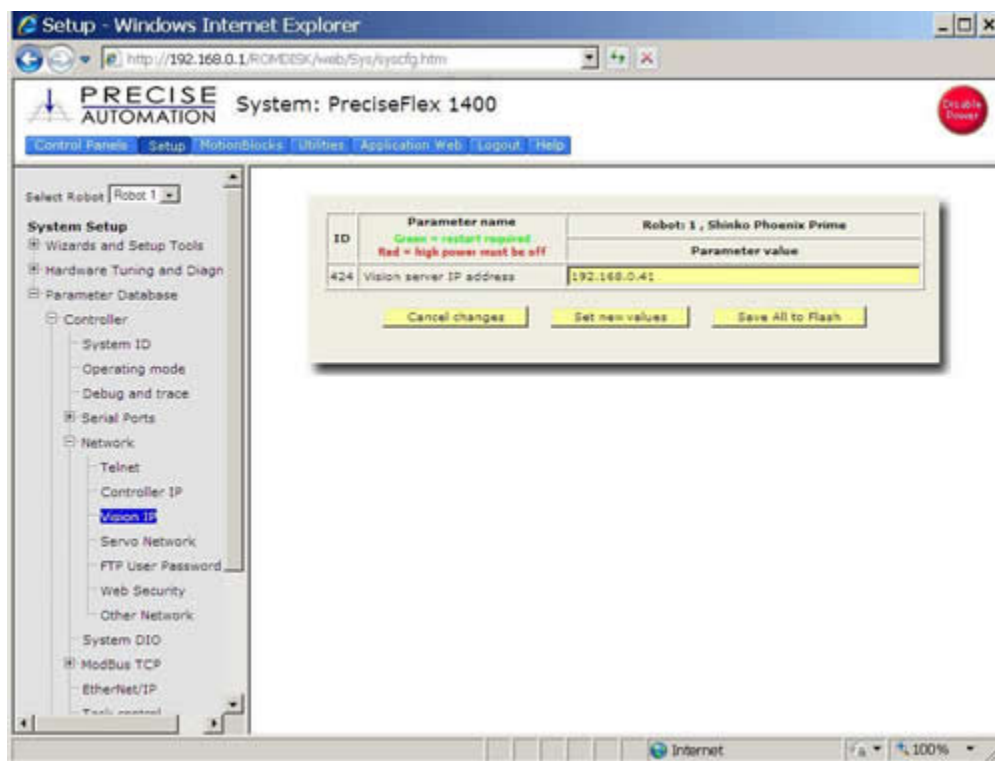 Setup - Windows Internet Explorer
http://192.168.0.1/ROMDISK/web/Sys/syscfg.htm
PRECISE
AUTOMATION
System: PreciseFlex 1400
Disable
Power
Control Panels Setup MotionBlocks Utilities Application Web Logout Help
Select Robot Robot 1
System Setup
Wizards and Setup Tools
Hardware Tuning and Diagn
Parameter Database
Controller
System ID
Operating mode
Debug and trace
Serial Ports
Network
Telnet
Controller IP
Vision IP
Servo Network
FTP User Password
Web Security
Other Network
System DIO
ModBus TCP
EtherNet/IP
Task control
ID
Parameter name
Green = restart required
Red = high power must be off
Robot: 1 , Shinko Phoenix Prime
Parameter value
424 Vision server IP address 192.168.0.41
Cancel changes Set new values Save All to Flash
Internet 100%